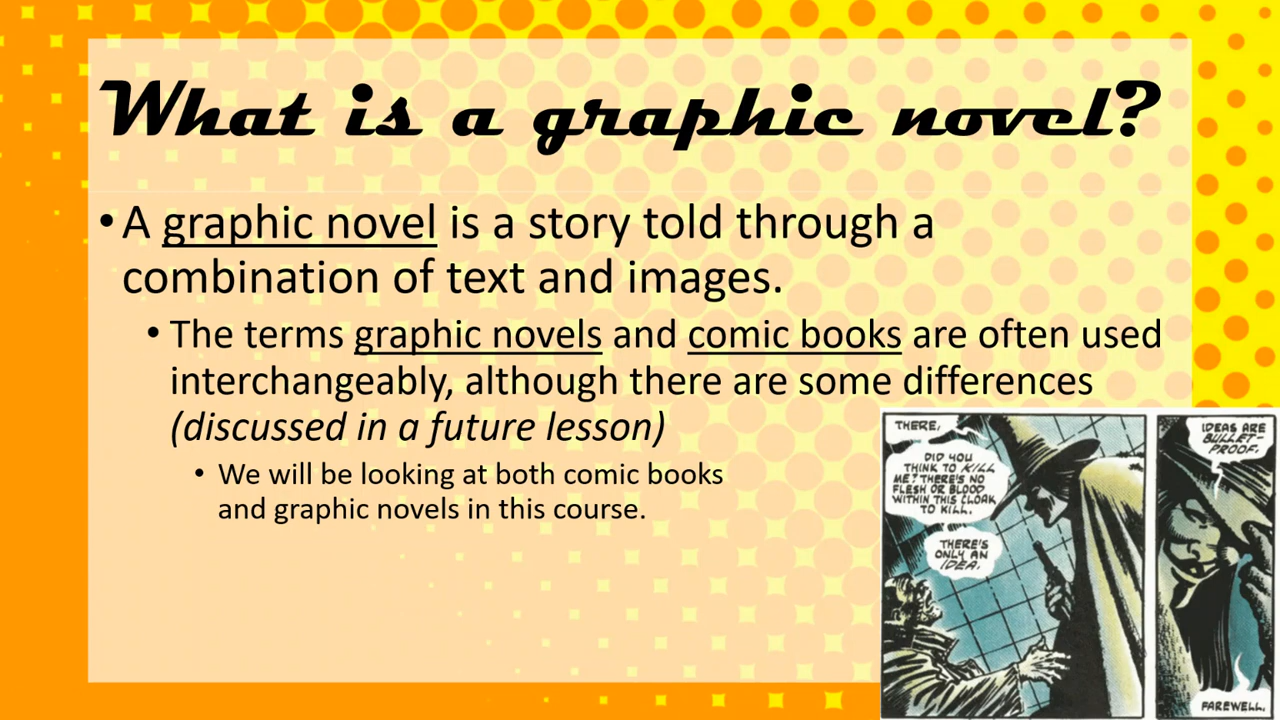 What is a graphic novel?
• A graphic novel is a story told through a
combination of text and images.
• The terms graphic novels and comic books are often used
interchangeably, although there are some differences
(discussed in a future lesson)
• We will be looking at both comic books
and graphic novels in this course.
THERE,
DID YOU
THINK TO KILL
ME? THERE'S NO
FLESH OR BLOOD
WITHIN THIS CLOAK
TO KILL.
THERE'S
ONLY AN
IDEA.
IDEAS ARE
BULLET-
PROOF.
FAREWELL.